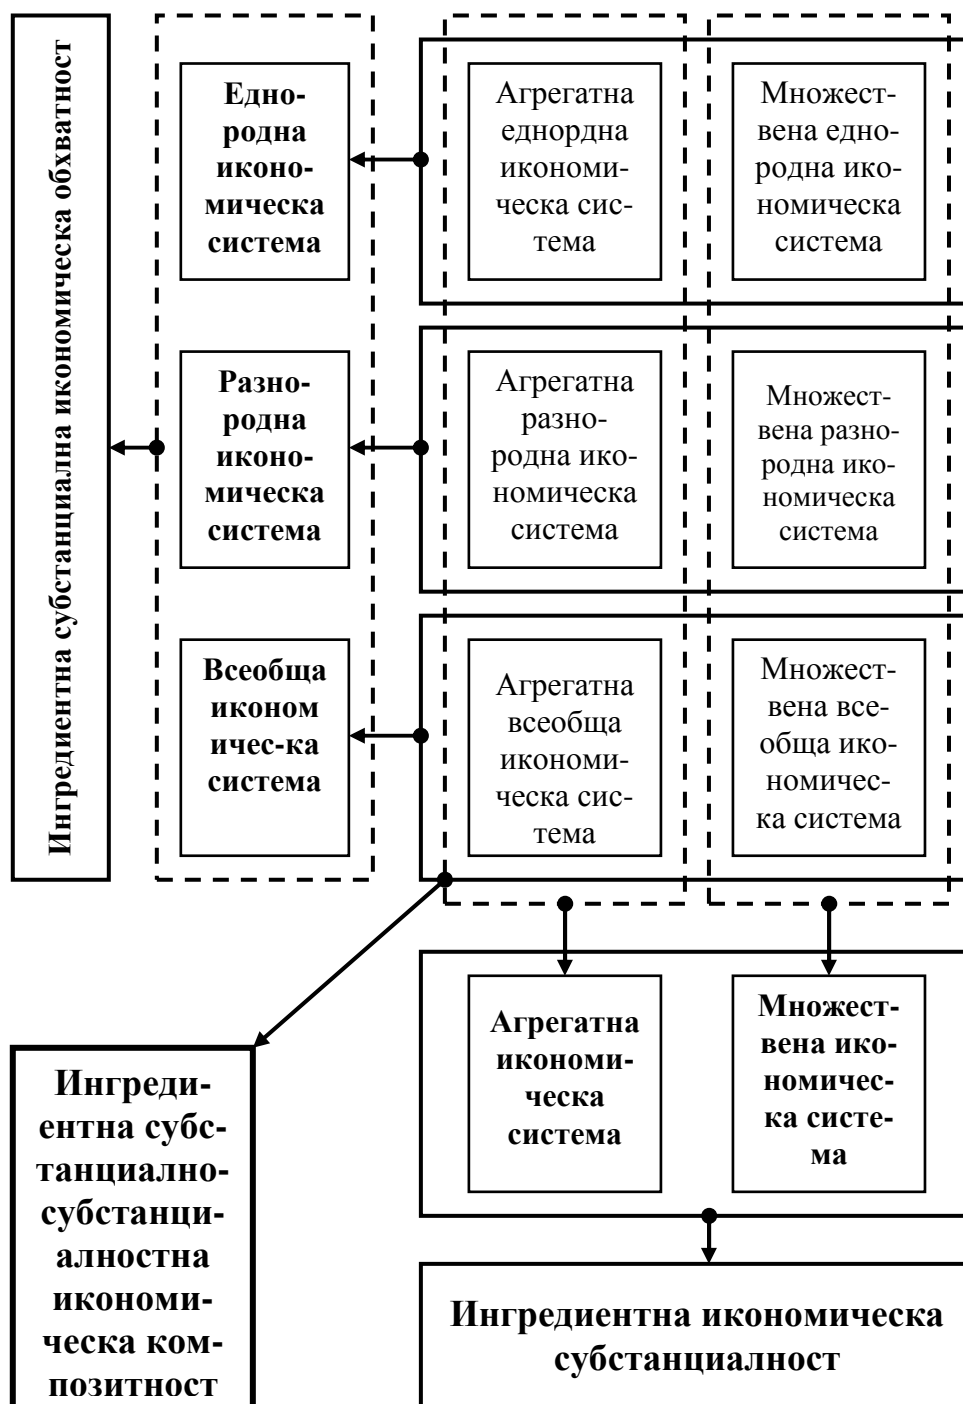 Ингредиентна субстанциална икономическа обхватност
Едно-
родна
иконо-
мическа
система
Агрегатна
еднордна
икономи-
ческа сис-
тема
Множест-
вена едно-
родна ико-
номическа
система
Разно-
родна
иконо-
мическа
система
Агрегатна
разно-
родна ико-
номическа
система
Множест-
вена разно-
родна ико-
номическа
система
Всеобща
иконом
ичес-ка
система
Агрегатна
всеобща
икономи-
ческа сис-
тема
Множест-
вена все-
обща ико-
номичес-
ка система
Агрегатна
икономи-
ческа
система
Множест-
вена ико-
номичес-
ка систе-
ма
Ингреди-
ентна субс-
танциално-
субстанци-
алностна
икономи-
ческа ком-
позитност
Ингредиентна икономическа
субстанциалност